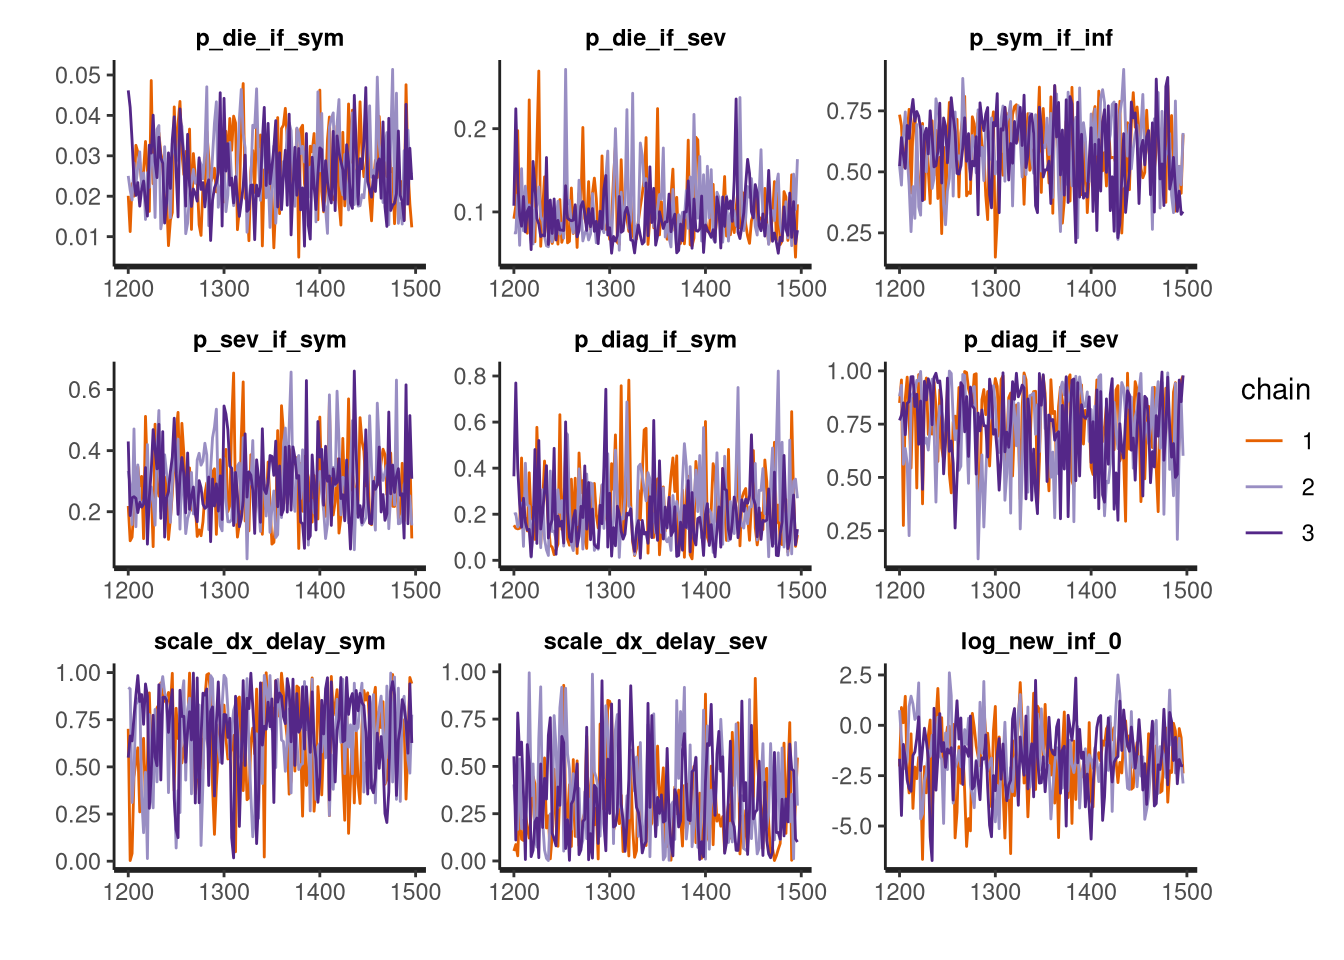 p_die_if_sym
p_die_if_sev
p_sym_if_inf
0.05
0.04
0.03
0.02
0.01
0.2
0.1
0.75
0.50
0.25
1200 1300 1400 1500
1200 1300 1400 1500
1200 1300 1400 1500
p_sev_if_sym
p_diag_if_sym
p_diag_if_sev
0.6
0.4
0.2
0.8
0.6
0.4
0.2
0.0
1.00
0.75
0.50
0.25
1200 1300 1400 1500
1200 1300 1400 1500
1200 1300 1400 1500
scale_dx_delay_sym
scale_dx_delay_sev
log_new_inf_0
1.00
0.75
0.50
0.25
0.00
1.00
0.75
0.50
0.25
0.00
2.5
0.0
-2.5
-5.0
1200 1300 1400 1500
1200 1300 1400 1500
1200 1300 1400 1500
chain
1
2
3